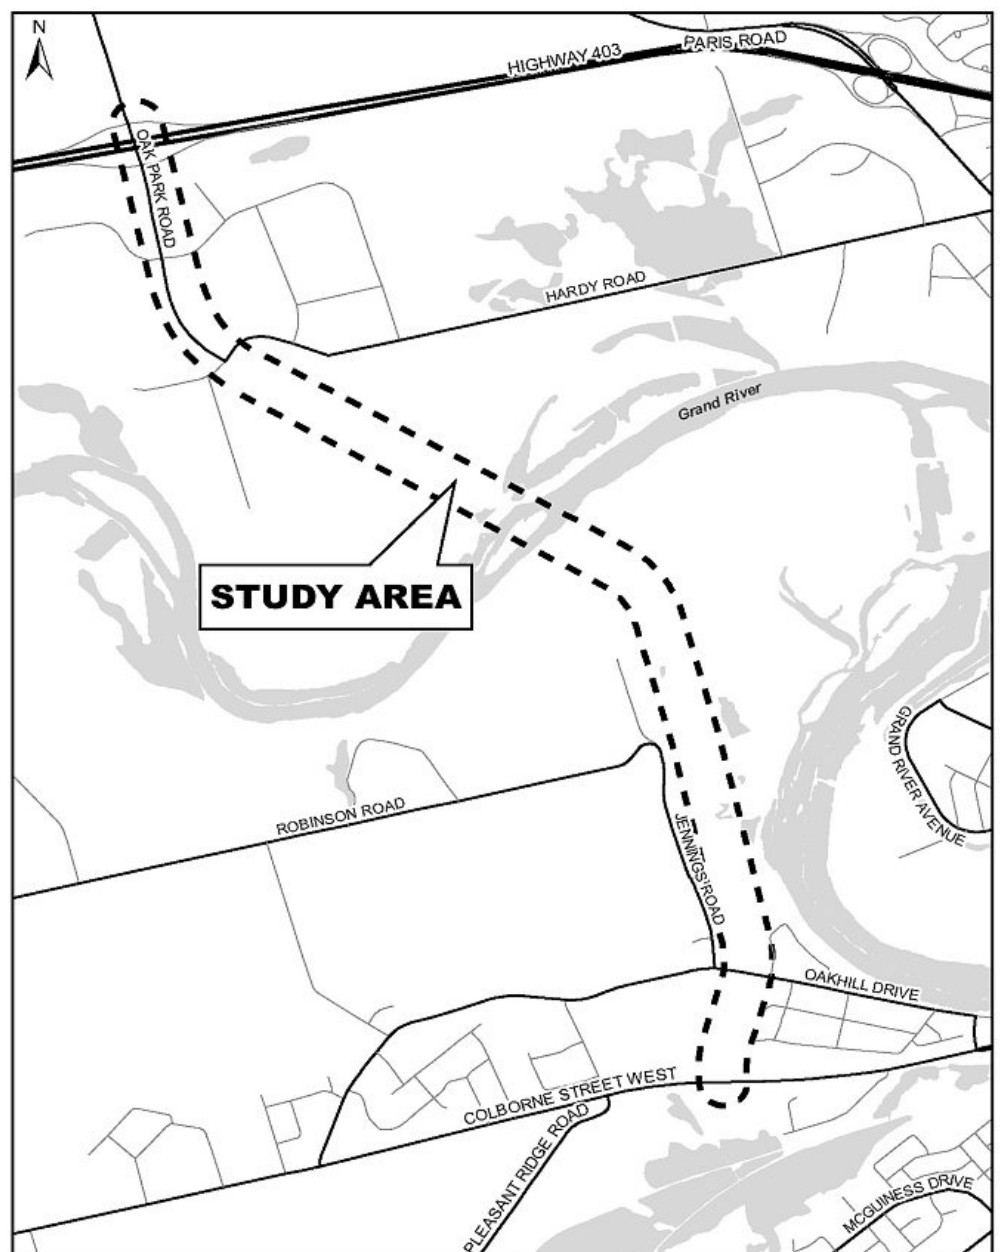 N
HIGHWAY 403
PARIS ROAD
OAK PARK ROAD
HARDY ROAD
Grand River
STUDY AREA
GRAND RIVER AVENUE
ROBINSON ROAD
JENNINGS ROAD
OAKHILL DRIVE
COLBORNE STREET WEST
PLEASANT RIDGE ROAD
MCGUINESS DRIVE